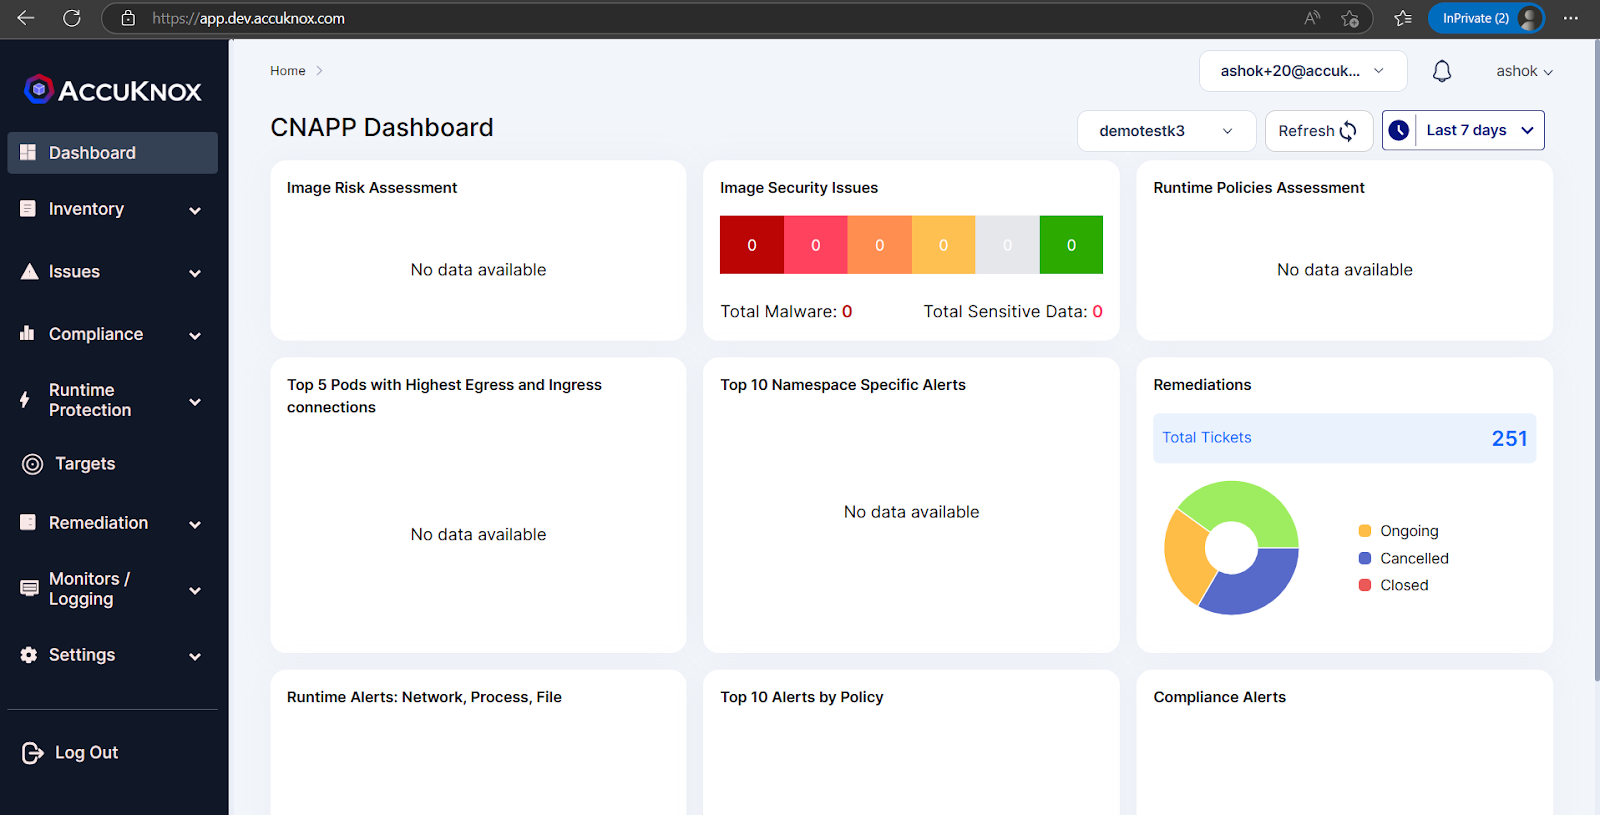 https://app.dev.accuknox.com
InPrivate (2)
ACCUKNOX
Dashboard
Inventory
Issues
Compliance
Runtime
Protection
Targets
Remediation
Monitors /
Logging
Settings
Log Out
Home
ashok+20@accuk...
ashok
CNAPP Dashboard
demotestk3
Refresh
Last 7 days
Image Risk Assessment
No data available
Image Security Issues
0 0 0 0 0 0
Total Malware: 0 Total Sensitive Data: 0
Runtime Policies Assessment
No data available
Top 5 Pods with Highest Egress and Ingress
connections
No data available
Top 10 Namespace Specific Alerts
No data available
Remediations
Total Tickets 251
Ongoing
Cancelled
Closed
Runtime Alerts: Network, Process, File
Top 10 Alerts by Policy
Compliance Alerts